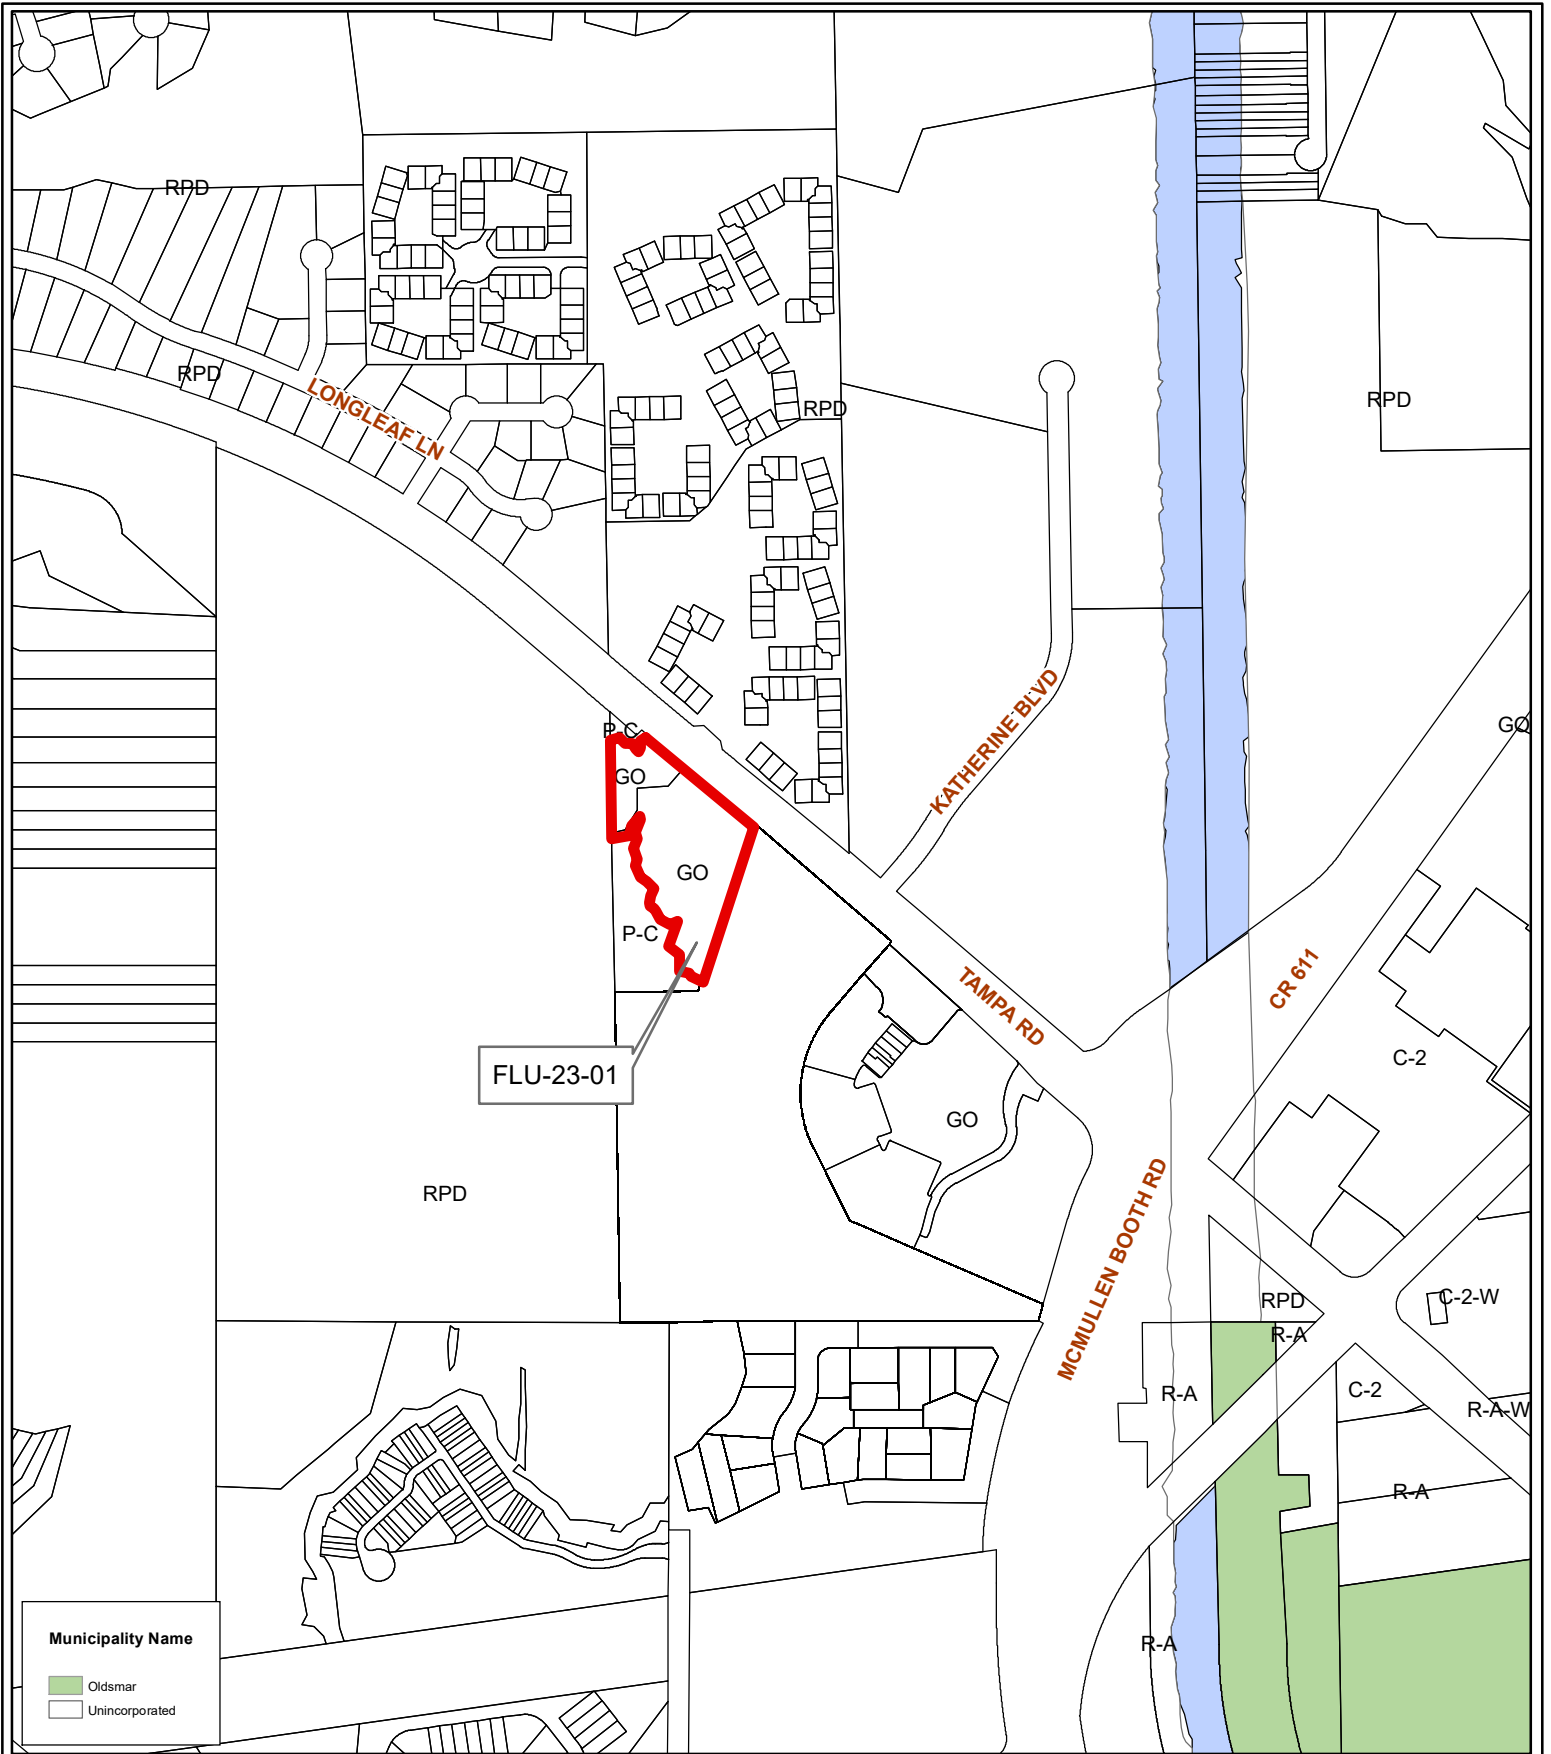 RPD
RPD
LONGLEAF LN
RPD
RPD
KATHERINE BLVD
GO
P-C
GO
GO
P-C
TAMPA RD
CR 611
C-2
FLU-23-01
GO
RPD
MCMULLEN BOOTH RD
RPD
C-2-W
R-A
R-A
C-2
R-A-W
R-A
R-A
Municipality Name
Oldsmar
Unincorporated